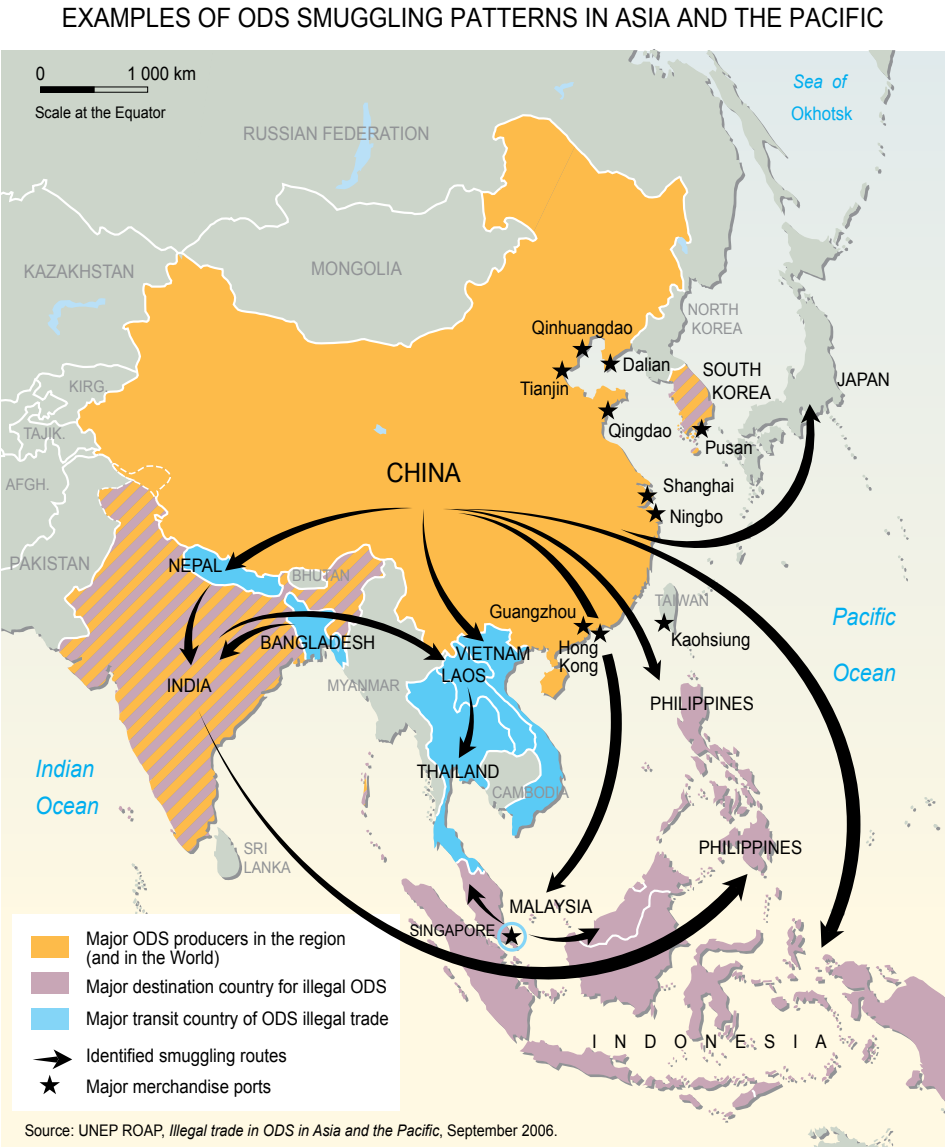 EXAMPLES OF ODS SMUGGLING PATTERNS IN ASIA AND THE PACIFIC
0 1 000 km
Scale at the Equator
Sea of
Okhotsk
RUSSIAN FEDERATION
KAZAKHSTAN
MONGOLIA
NORTH
KOREA
Qinhuangdao
Dalian
SOUTH
KOREA
JAPAN
KIRG.
Tianjin
TAJIK.
Qingdao
Pusan
AFGH.
CHINA
Shanghai
Ningbo
PAKISTAN
NEPAL
BHUTAN
TAIWAN
Guangzhou
Pacific
Ocean
Kaohsiung
BANGLADESH
VIETNAM
Hong
Kong
LAOS
INDIA
MYANMAR
PHILIPPINES
Indian
Ocean
THAILAND
CAMBODIA
SRI
LANKA
PHILIPPINES
MALAYSIA
SINGAPORE
INDONESIA
Major ODS producers in the region
(and in the World)
Major destination country for illegal ODS
Major transit country of ODS illegal trade
Identified smuggling routes
Major merchandise ports
Source: UNEP ROAP, Illegal trade in ODS in Asia and the Pacific, September 2006.